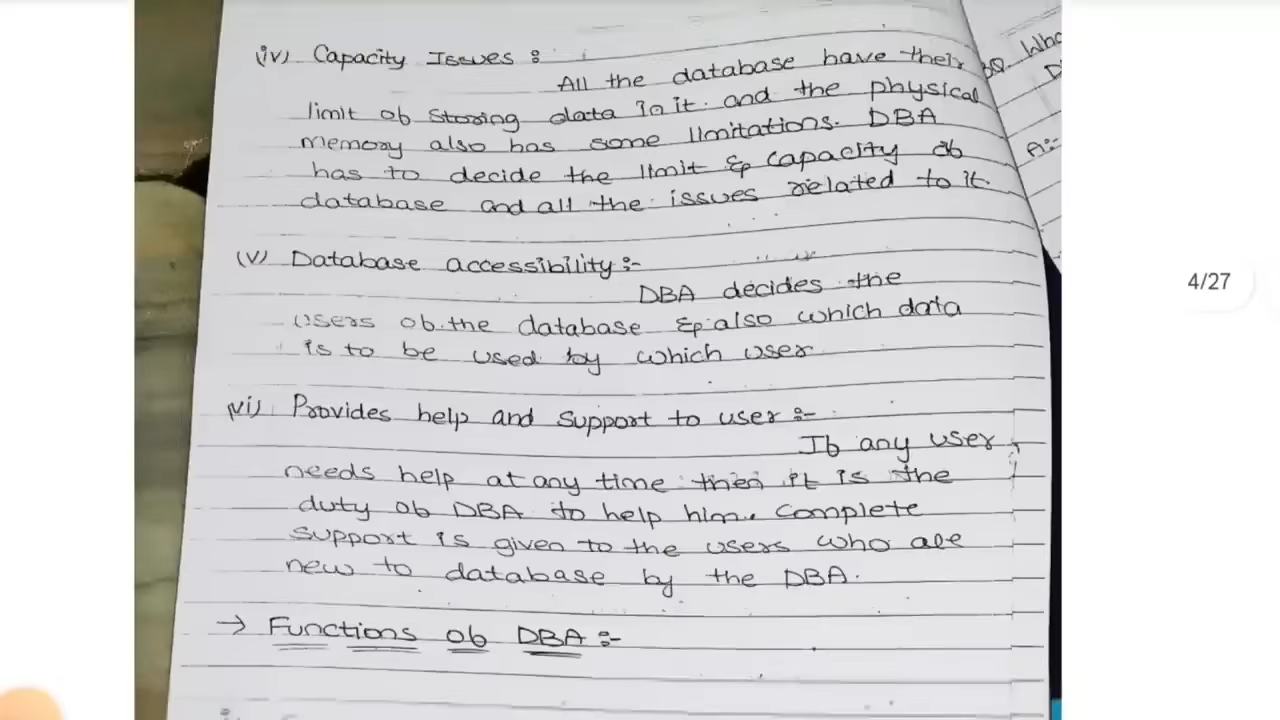 (iv) Capacity Issues :
All the database have their
limit of storing data in it. and the physical
memory also has some limitations. DBA
has to decide the limit & capacity of
database and all the issues related to it.
(v) Database accessibility :-
DBA decides the
users of the database & also which data
is to be used by which user
(vi) Provides help and support to user :-
If any user
needs help at any time then it is the
duty of DBA to help him. Complete
support is given to the users who are
new to database by the DBA.
→ Functions of DBA :-
4/27
A:-